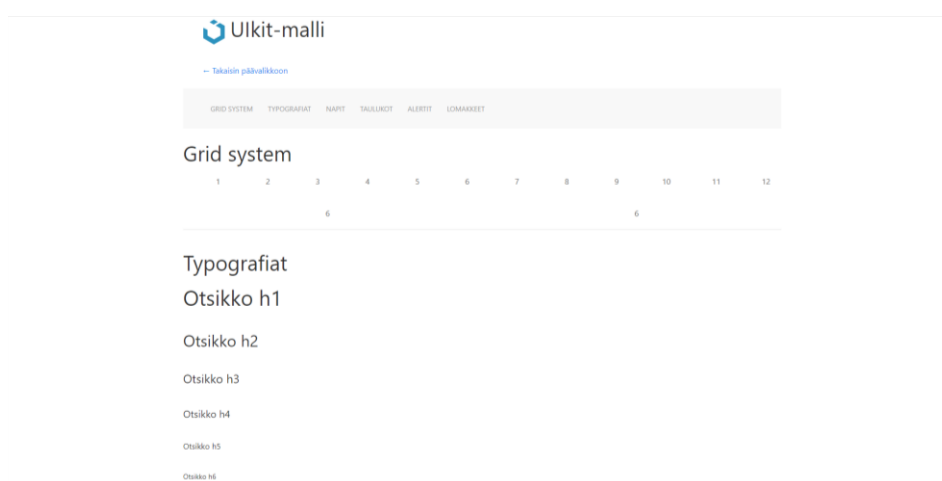 UIkit-malli
← Takaisin päävalikkoon
GRID SYSTEM TYPOGRAFIAT NAPIT TAULUKOT ALERTIT LOMAKKEET
Grid system
1 2 3 4 5 6 7 8 9 10 11 12
6 6
Typografiat
Otsikko h1
Otsikko h2
Otsikko h3
Otsikko h4
Otsikko h5
Otsikko h6